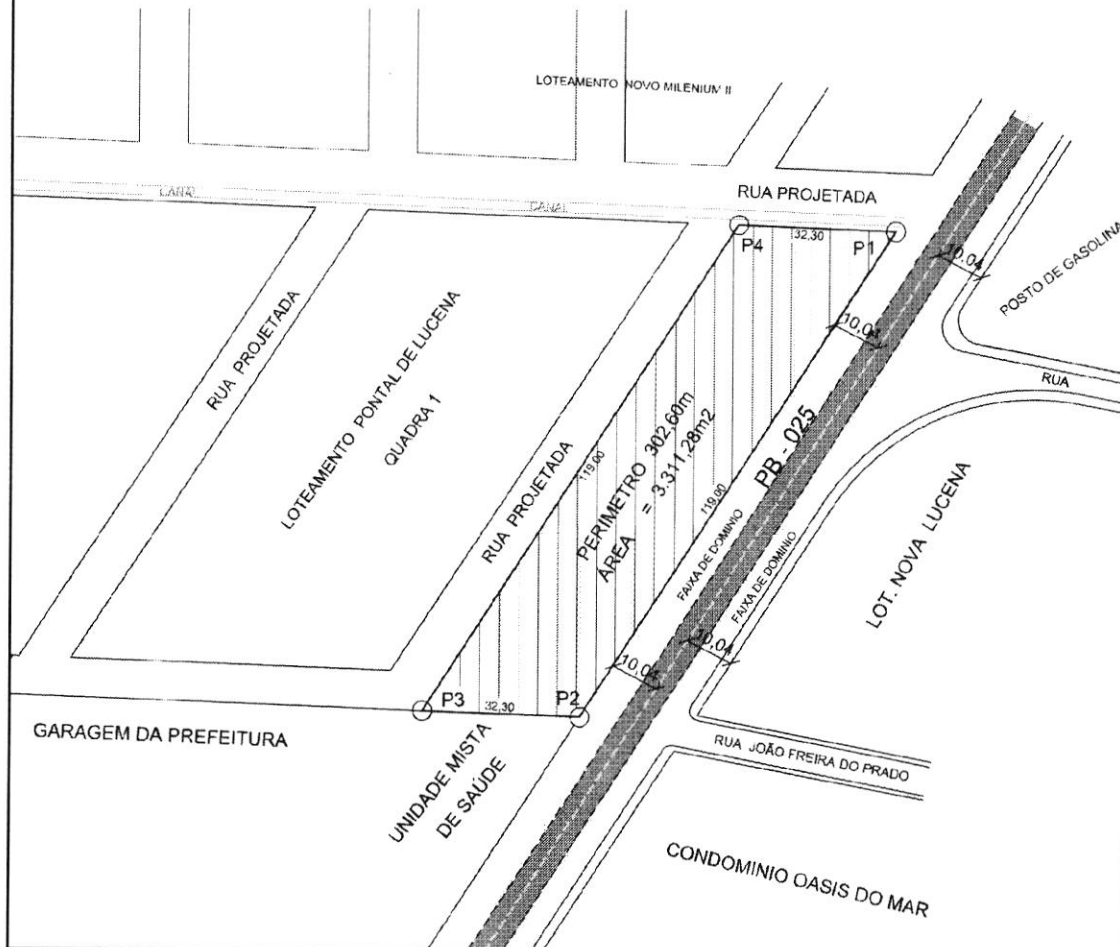 LOTEAMENTO NOVO MILENIUM II
CANAL
CANAL
RUA PROJETADA
P4
32,30
P1
10.04
POSTO DE GASOLINA
10,04
RUA
RUA PROJETADA
LOTEAMENTO PONTAL DE LUCENA
QUADRA 1
RUA PROJETADA
119,00
PERIMETRO 302,60m
AREA = 3.311,28m2
119,00
PB - 025
FAIXA DE DOMINIO
FAIXA DE DOMINIO
LOT. NOVA LUCENA
10,04
10,04
P3
32,30
P2
GARAGEM DA PREFEITURA
UNIDADE MISTA
DE SAÚDE
RUA JOÃO FREIRA DO PRADO
CONDOMINIO OASIS DO MAR